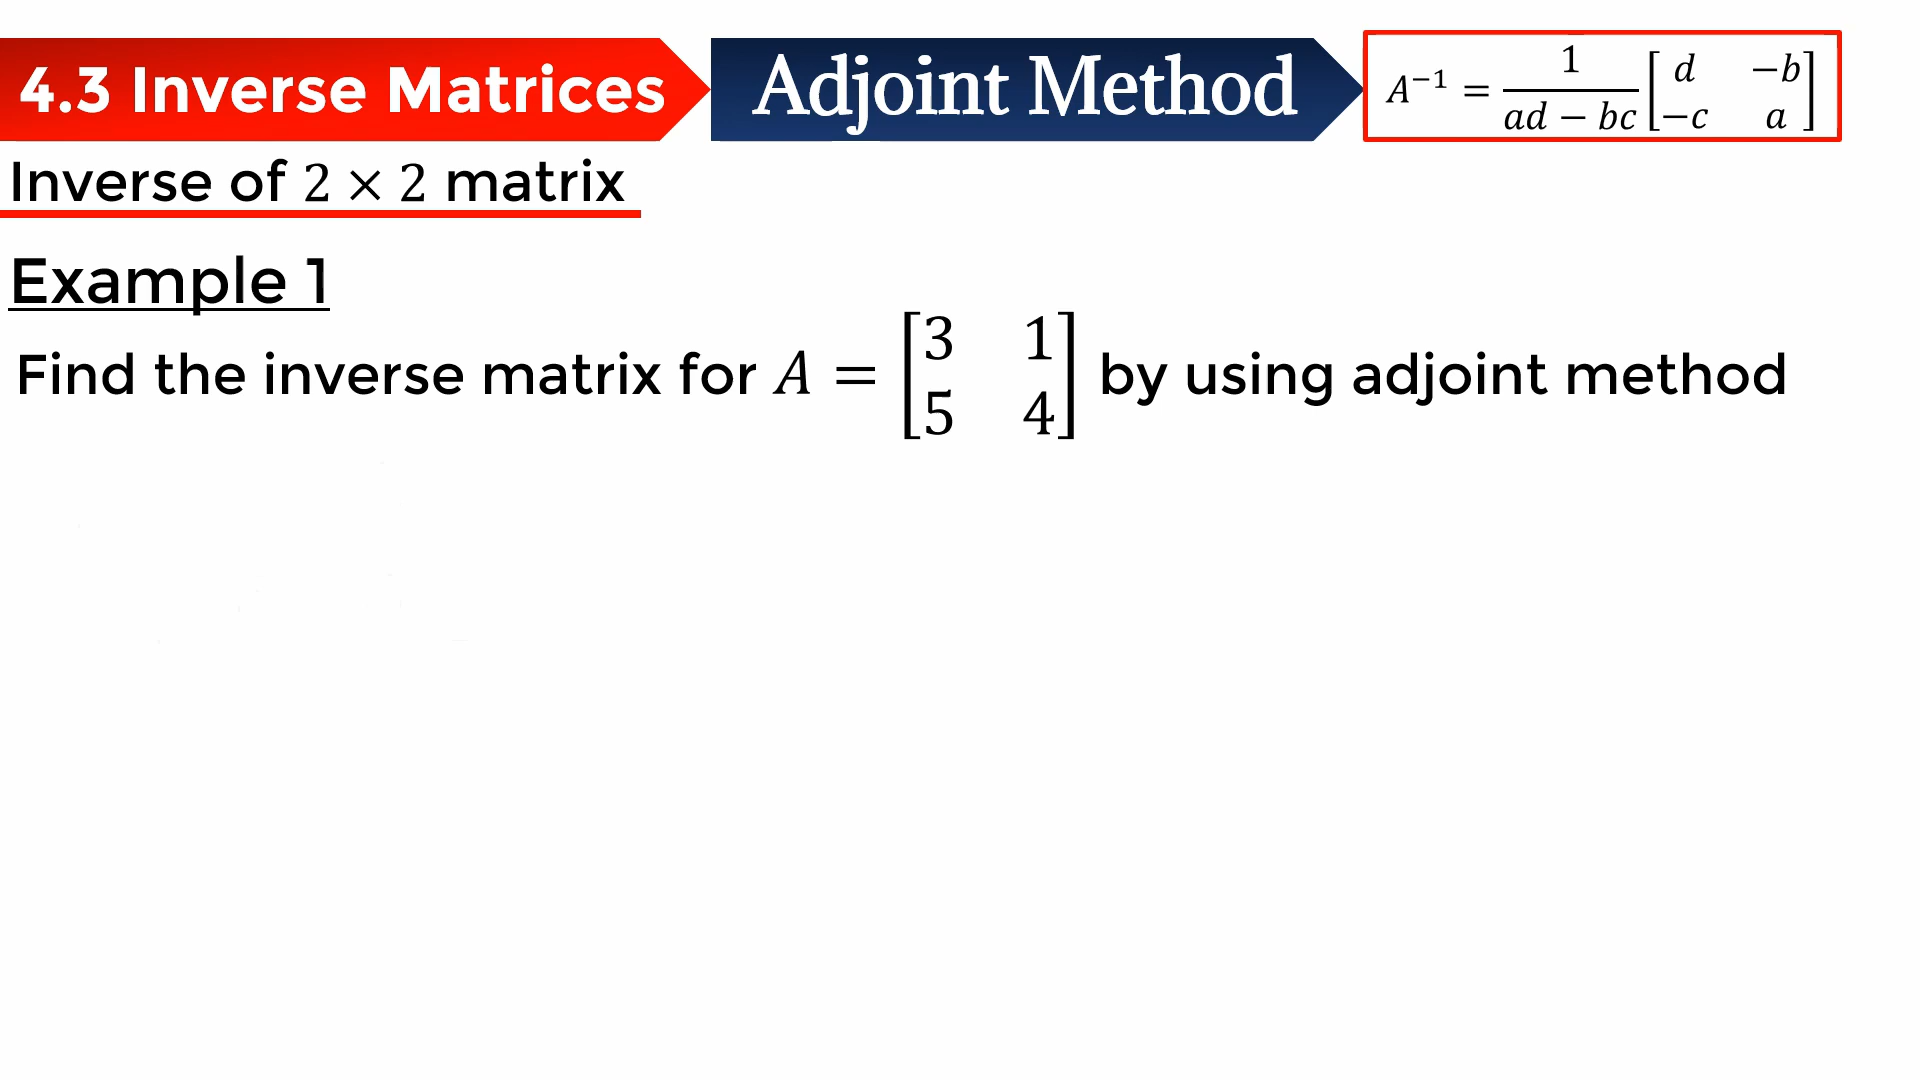 4.3 Inverse Matrices
Adjoint Method
A⁻¹ = 1/(ad − bc) [d −b; −c a]
Inverse of 2 × 2 matrix
Example 1
Find the inverse matrix for A = [3 1; 5 4] by using adjoint method